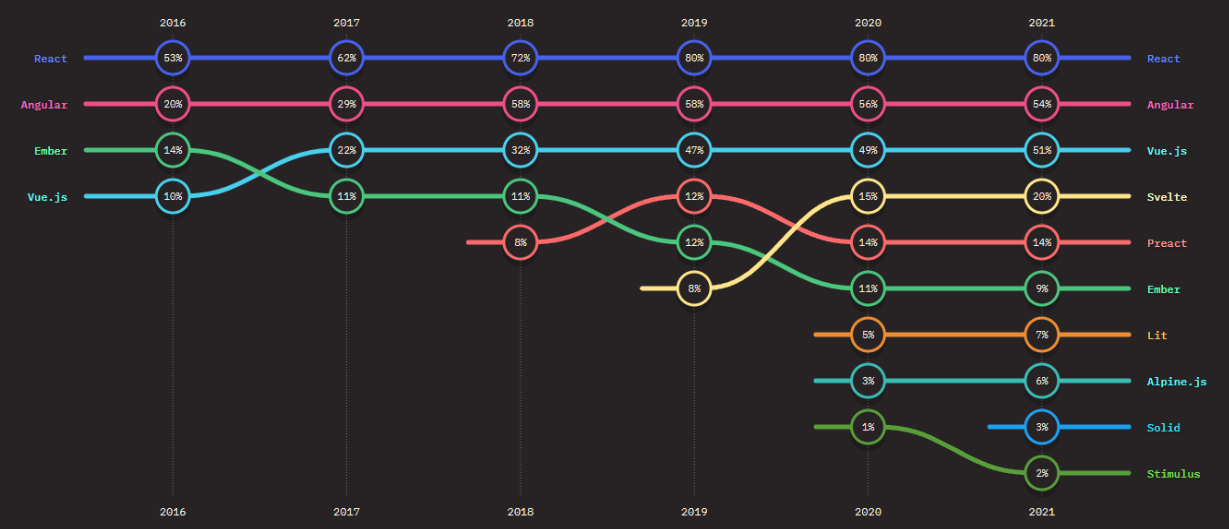 2016 2017 2018 2019 2020 2021
React 53% 62% 72% 80% 80% 80% React
Angular 20% 29% 58% 58% 56% 54% Angular
Ember 14% 22% 32% 47% 49% 51% Vue.js
Vue.js 10% 11% 11% 12% 15% 20% Svelte
8% 12% 14% 14% Preact
8% 11% 9% Ember
5% 7% Lit
3% 6% Alpine.js
1% 3% Solid
2% Stimulus
2016 2017 2018 2019 2020 2021